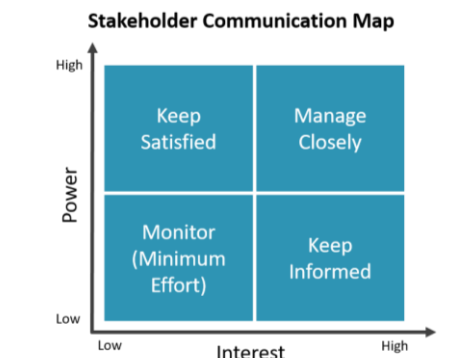 Stakeholder Communication Map
High
Keep
Satisfied
Manage
Closely
Power
Monitor
(Minimum
Effort)
Keep
Informed
Low
Low
Interest
High